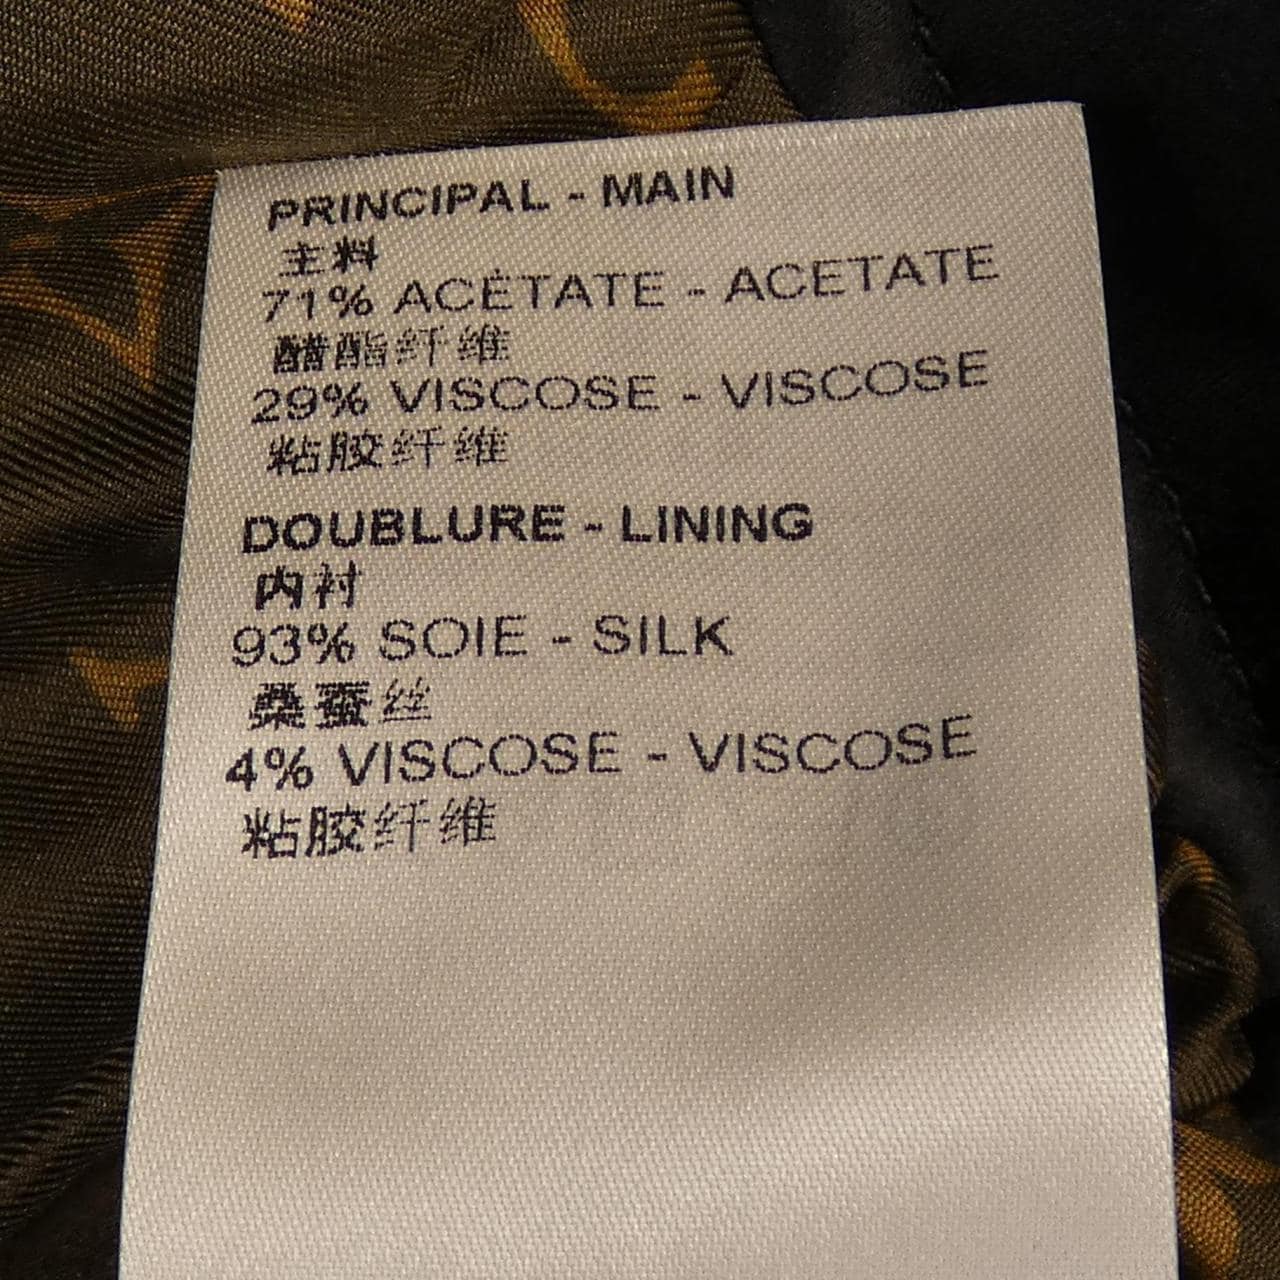 PRINCIPAL - MAIN
主料
71% ACÉTATE - ACETATE
醋酯纤维
29% VISCOSE - VISCOSE
粘胶纤维
DOUBLURE - LINING
内衬
93% SOIE - SILK
桑蚕丝
4% VISCOSE - VISCOSE
粘胶纤维